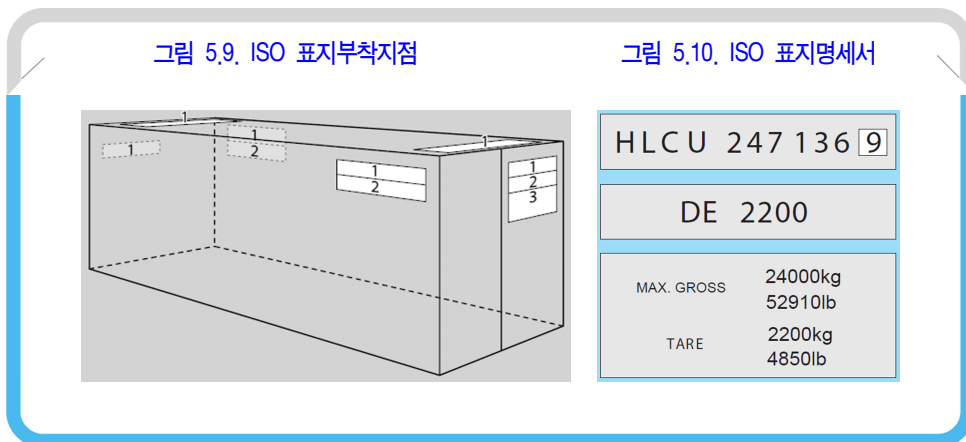 그림 5.9. ISO 표지부착지점
그림 5.10. ISO 표지명세서
1
1
1
2
1
1
2
1
2
3
HLCU 247 136 9
DE 2200
MAX. GROSS 24000kg
52910lb
TARE 2200kg
4850lb